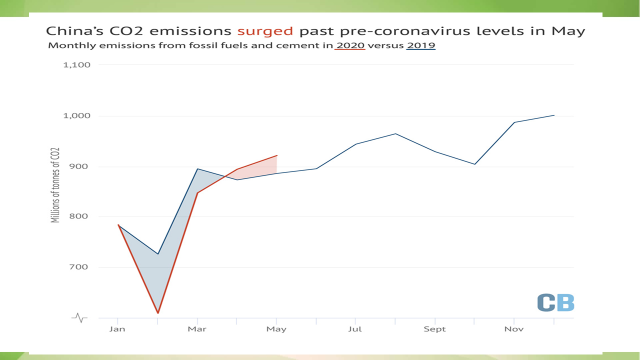 China's CO2 emissions surged past pre-coronavirus levels in May
Monthly emissions from fossil fuels and cement in 2020 versus 2019
1,100
1,000
900
800
700
Millions of tonnes of CO2
Jan Mar May Jul Sept Nov
CB